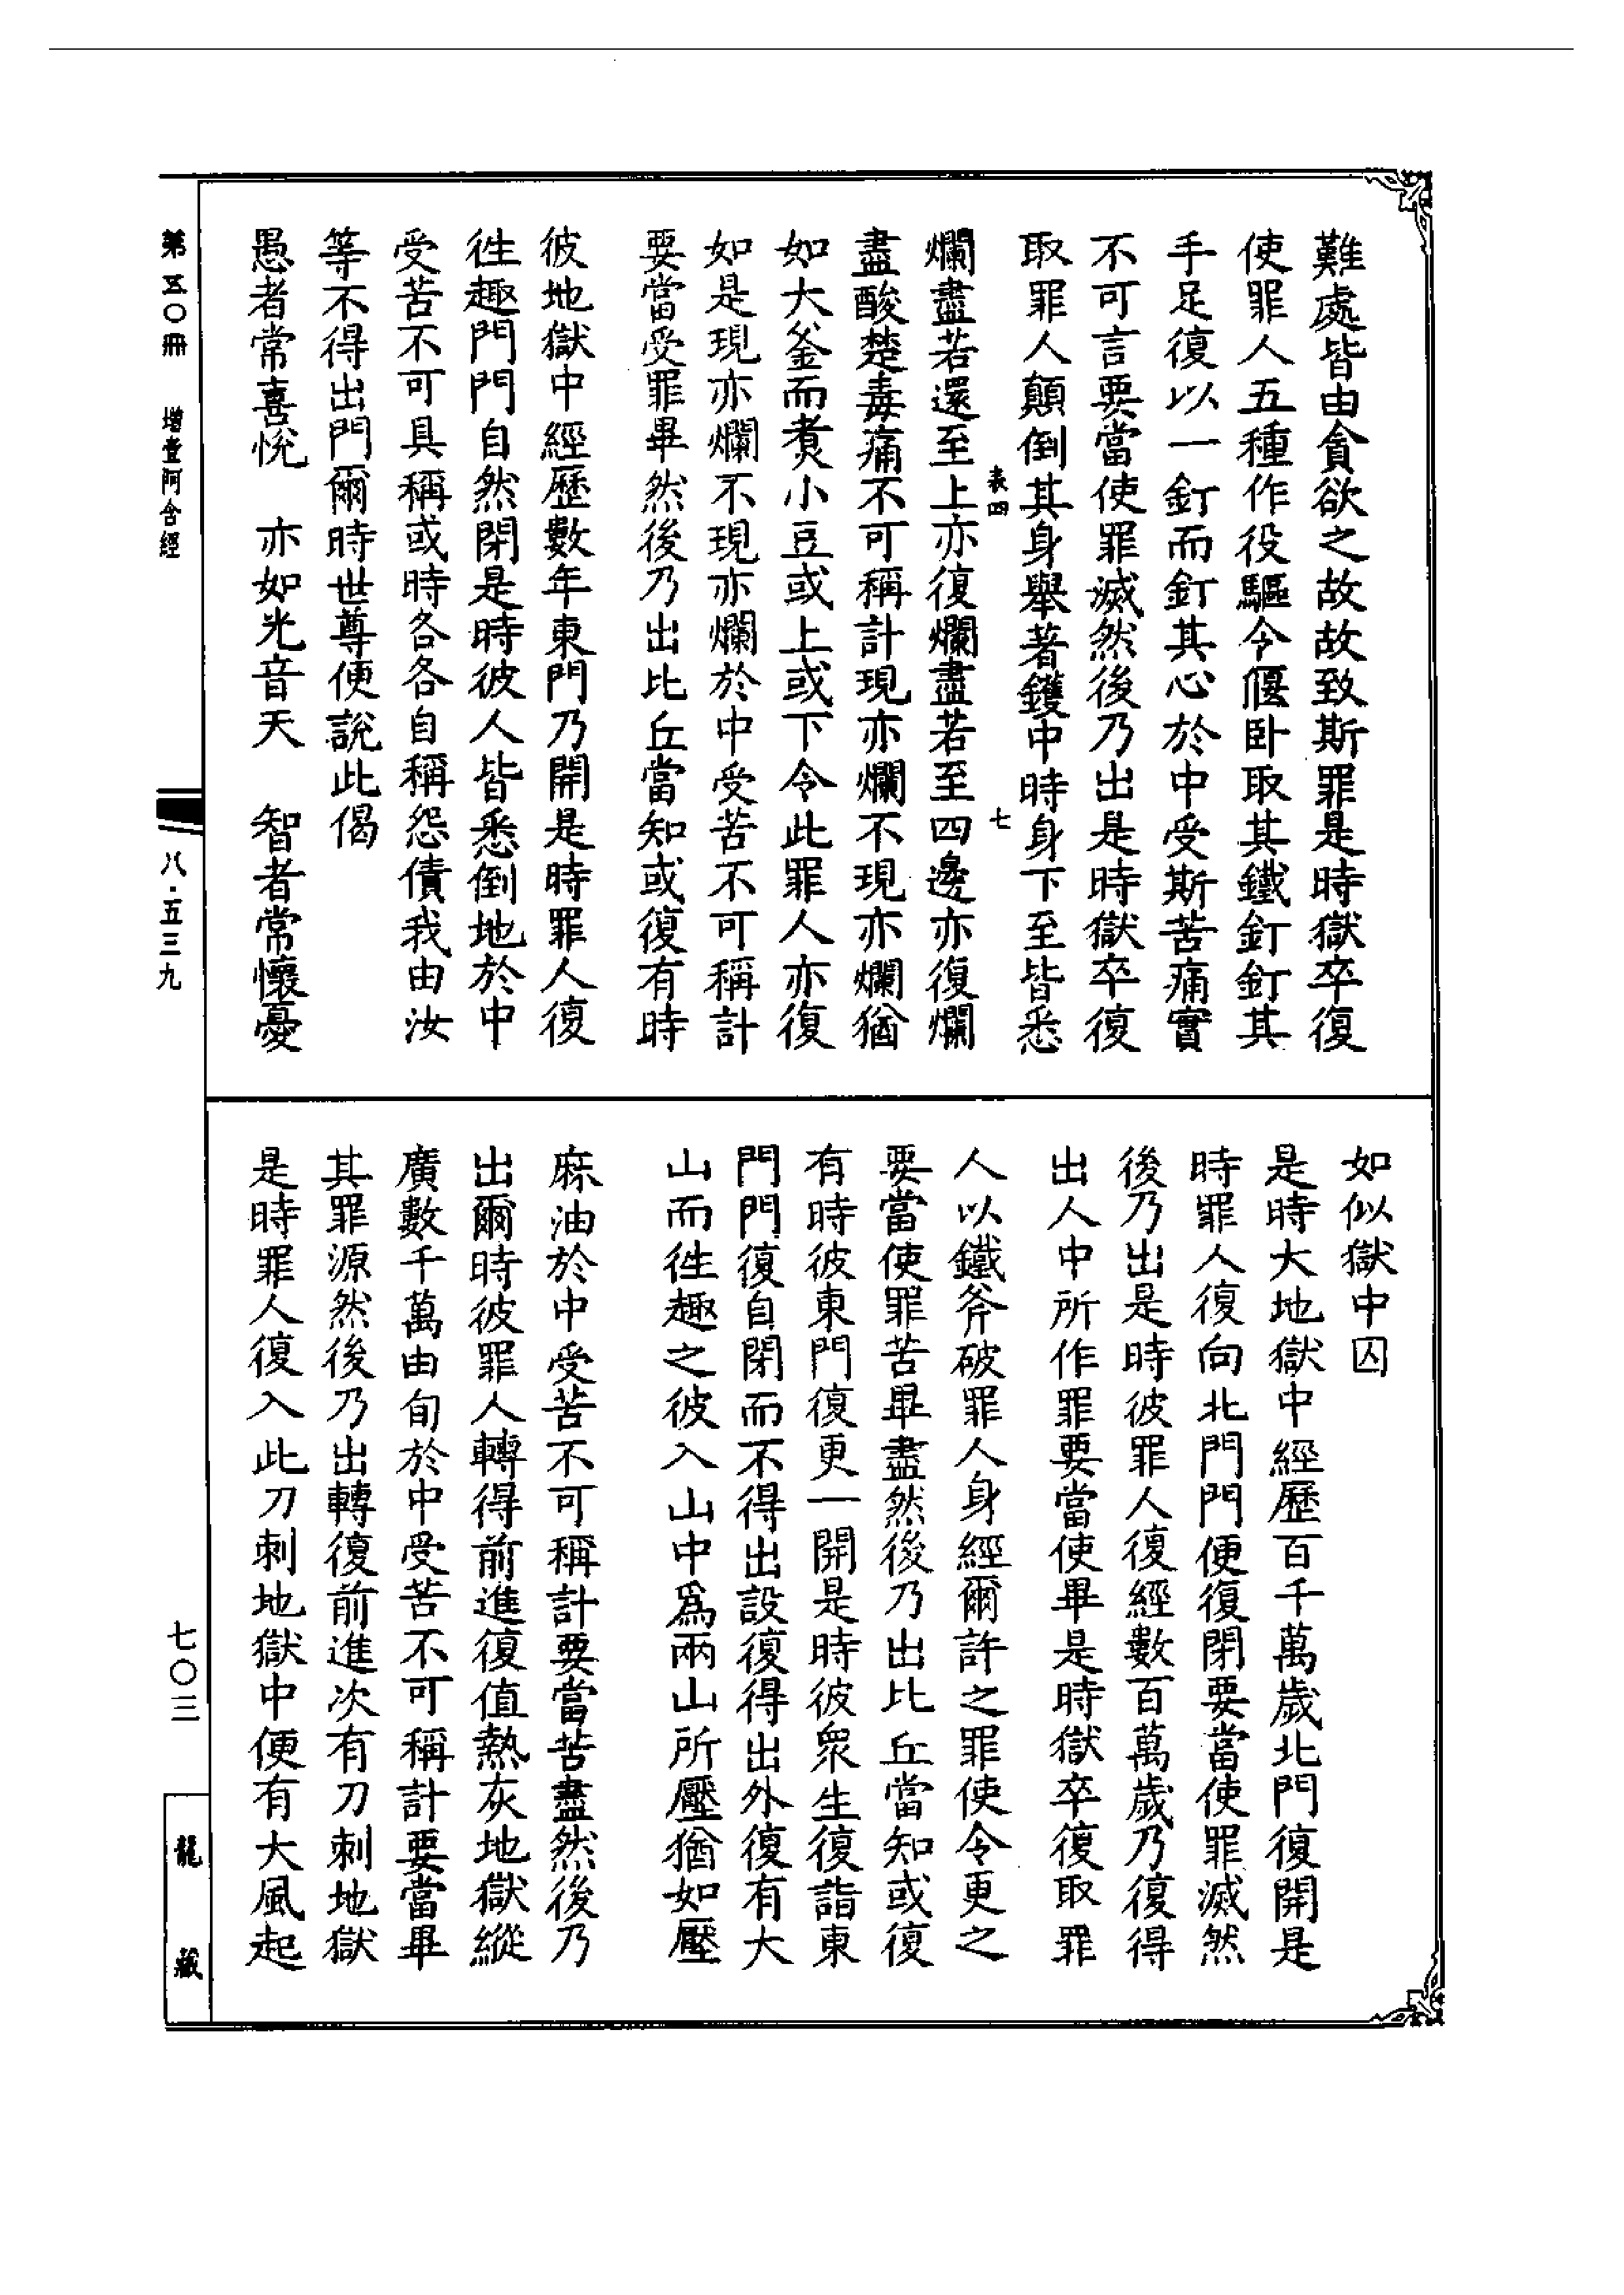 難處皆由貪欲之故故致斯罪是時獄卒復
使罪人五種作役驅令偃卧取其鐵釘釘其
手足復以一釘而釘其心於中受斯苦痛實
不可言要當使罪滅然後乃出是時獄卒復
取罪人顛倒其身舉著鑊中時身下至皆悉
表四 七
爛盡若還至上亦復爛盡若至四邊亦復爛
盡酸楚毒痛不可稱計現亦爛不現亦爛猶
如大釜而煮小豆或上或下令此罪人亦復
如是現亦爛不現亦爛於中受苦不可稱計
要當受罪畢然後乃出比丘當知或復有時
彼地獄中經歷數年東門乃開是時罪人復
徃趣門門自然閉是時彼人皆悉倒地於中
受苦不可具稱或時各各自稱怨債我由汝
等不得出門爾時世尊便說此偈
愚者常喜悅 亦如光音天 智者常懷憂
如似獄中囚
是時大地獄中經歷百千萬歲北門復開是
時罪人復向北門門便復閉要當使罪滅然
後乃出是時彼罪人復經數百萬歲乃復得
出人中所作罪要當使畢是時獄卒復取罪
人以鐵斧破罪人身經爾許之罪使令更之
要當使罪苦畢盡然後乃出比丘當知或復
有時彼東門復更一開是時彼衆生復詣東
門門復自閉而不得出設復得出外復有大
山而徃趣之彼入山中爲兩山所壓猶如壓
麻油於中受苦不可稱計要當苦盡然後乃
出爾時彼罪人轉得前進復值熱灰地獄縱
廣數千萬由旬於中受苦不可稱計要當畢
其罪源然後乃出轉復前進次有刀刺地獄
是時罪人復入此刀刺地獄中便有大風起
第五〇冊 增壹阿含經
八·五三九
七〇三
龍藏